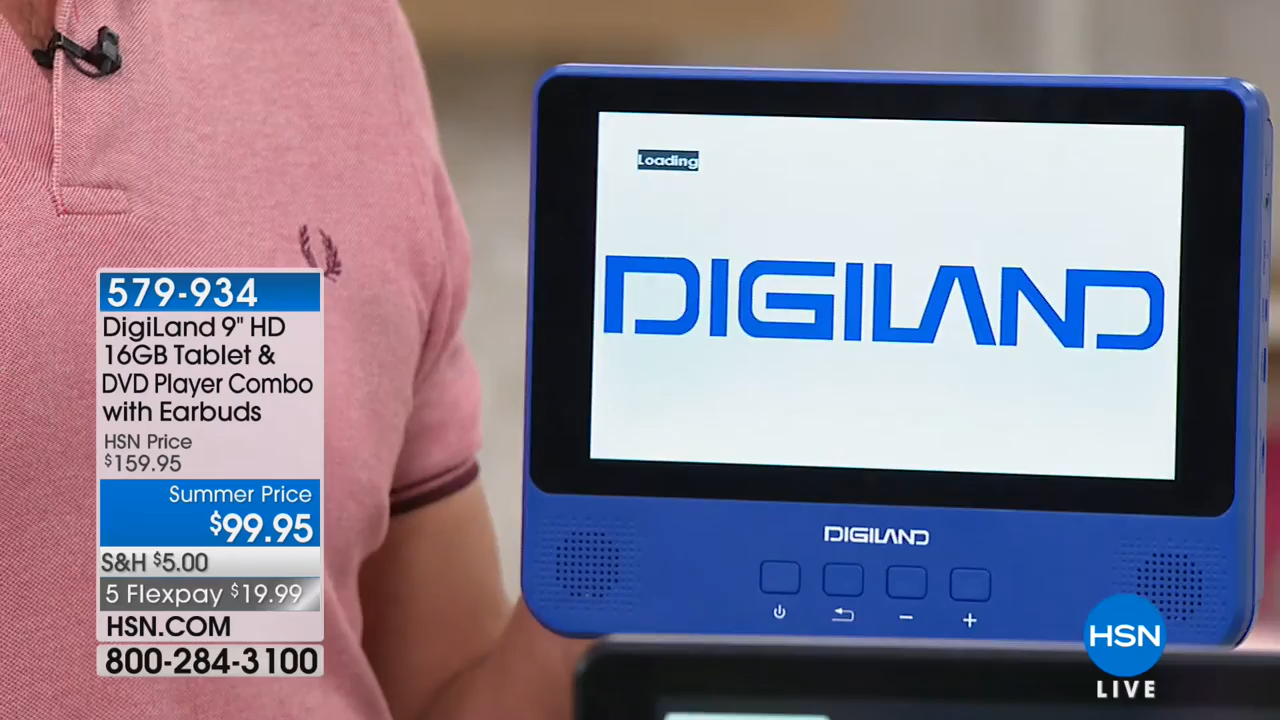 579-934
DigiLand 9" HD
16GB Tablet &
DVD Player Combo
with Earbuds
HSN Price
$159.95
Summer Price
$99.95
S&H $5.00
5 Flexpay $19.99
HSN.COM
800-284-3100
Loading
DIGILAND
DIGILAND
HSN
LIVE